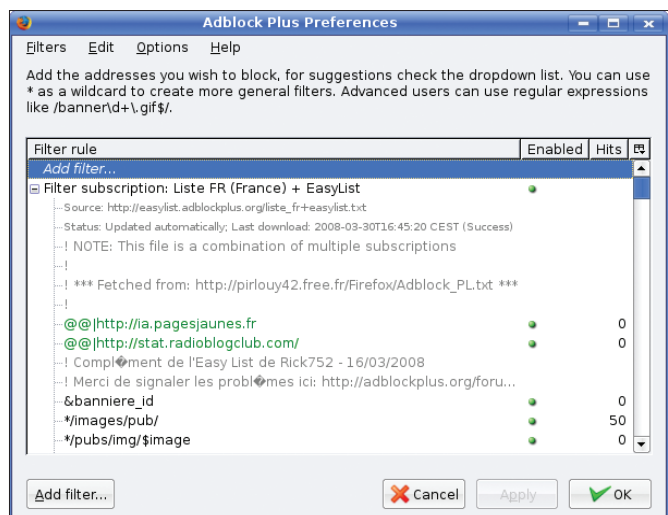 Adblock Plus Preferences
Filters Edit Options Help
Add the addresses you wish to block, for suggestions check the dropdown list. You can use
* as a wildcard to create more general filters. Advanced users can use regular expressions
like /banner\d+\.gif$/.
Filter rule Enabled Hits
Add filter...
Filter subscription: Liste FR (France) + EasyList
Source: http://easylist.adblockplus.org/liste_fr+easylist.txt
Status: Updated automatically; Last download: 2008-03-30T16:45:20 CEST (Success)
! NOTE: This file is a combination of multiple subscriptions
!
! *** Fetched from: http://pirlouy42.free.fr/Firefox/Adblock_PL.txt ***
!
@@|http://ia.pagesjaunes.fr 0
@@|http://stat.radioblogclub.com/ 0
! Compl�ment de l'Easy List de Rick752 - 16/03/2008
! Merci de signaler les probl�mes ici: http://adblockplus.org/foru...
&banniere_id 0
*/images/pub/ 50
*/pubs/img/$image 0
Add filter... Cancel Apply OK